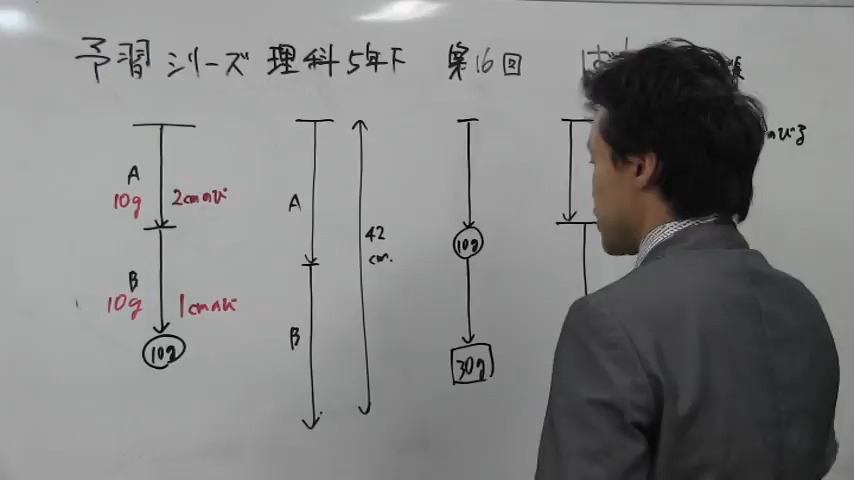 予習シリーズ 理科5年下 第16回
A
10g 2cmのび
B
10g 1cmのび
10g
A
B
42
cm.
10g
30g
のびる